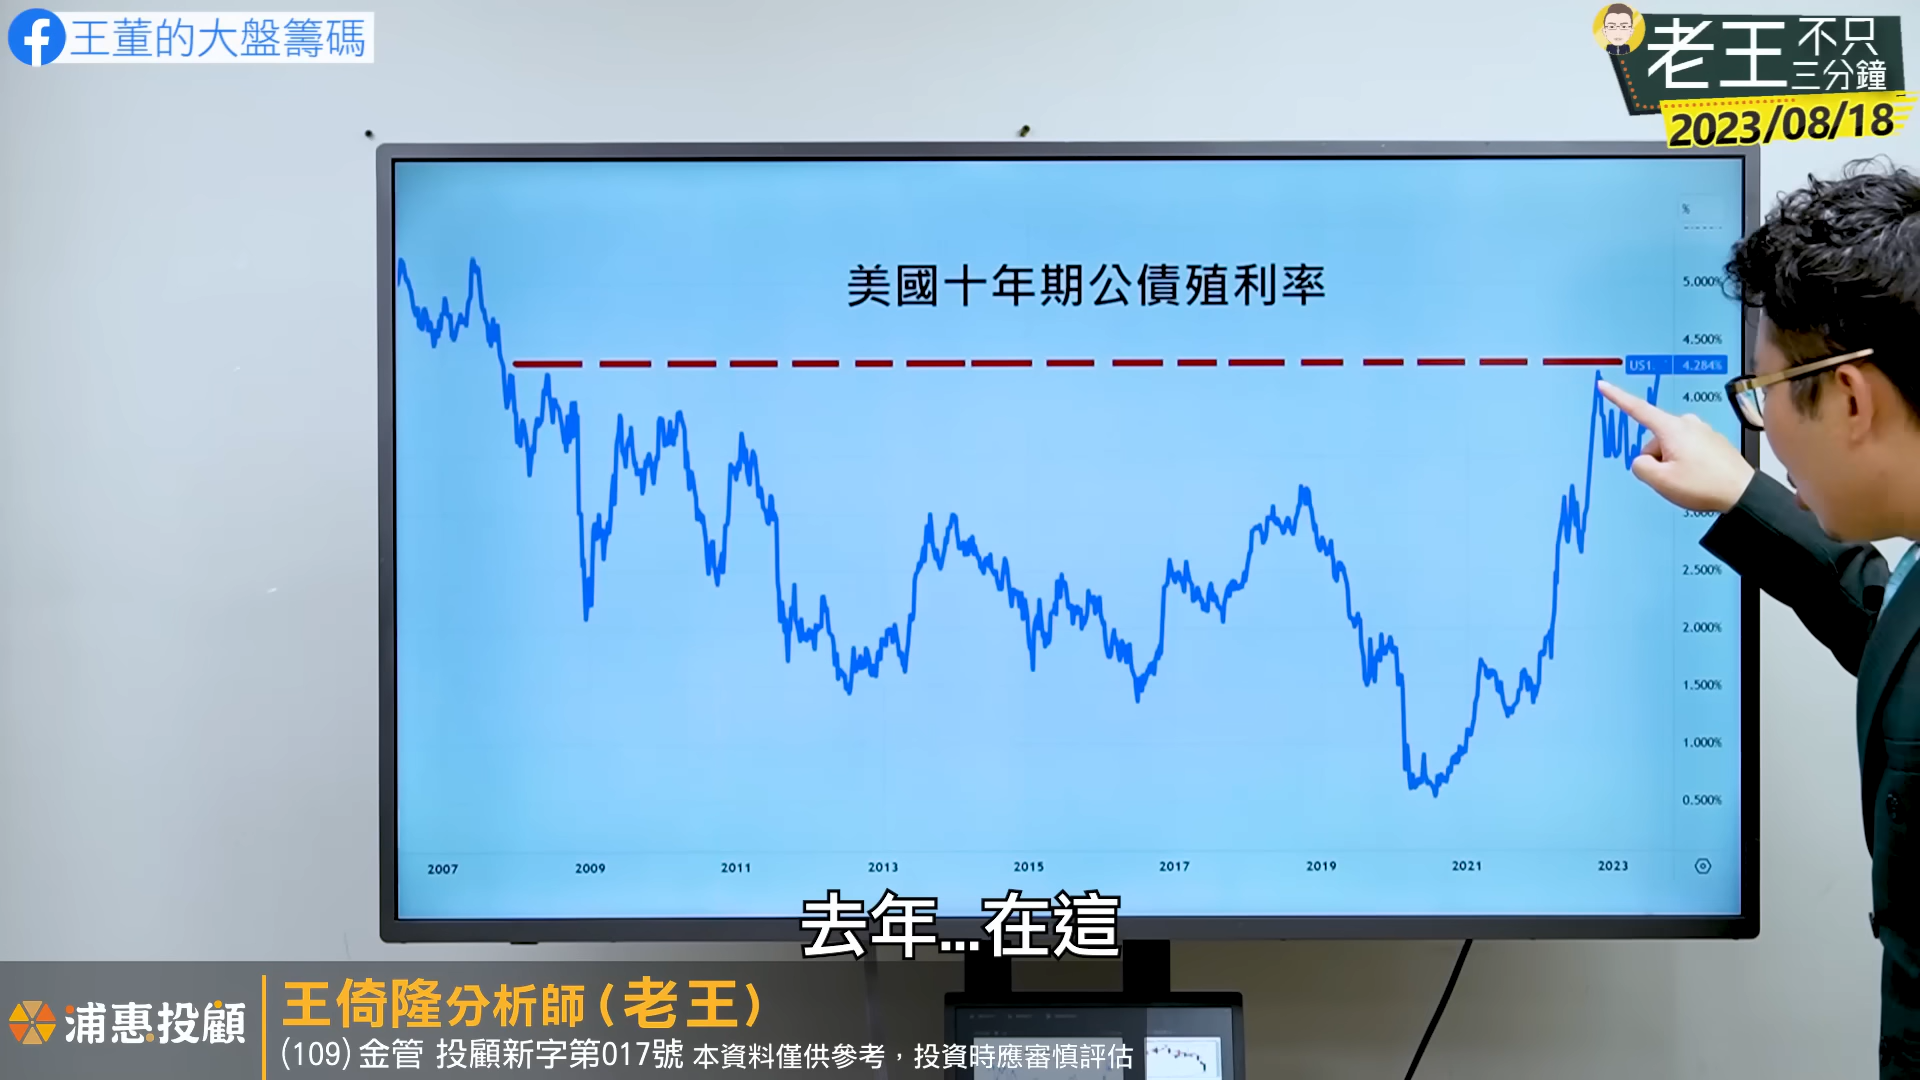 王董的大盤籌碼
老王不只三分鐘
2023/08/18
%
美國十年期公債殖利率
5.000%
4.500%
US1
4.284%
4.000%
3.000%
2.500%
2.000%
1.500%
1.000%
0.500%
2007 2009 2011 2013 2015 2017 2019 2021 2023
去年...在這
浦惠投顧
王倚隆分析師(老王)
(109)金管 投顧新字第017號 本資料僅供參考，投資時應審慎評估